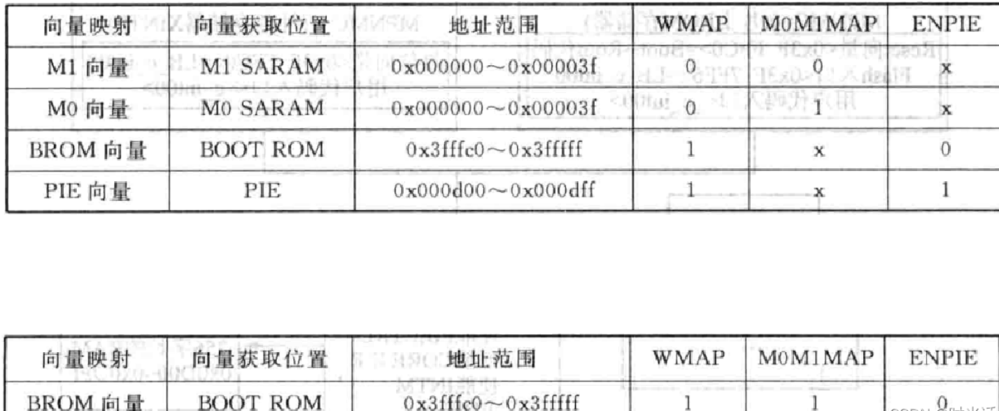 向量映射 向量获取位置 地址范围 WMAP M0M1MAP ENPIE
M1 向量 M1 SARAM 0x000000～0x00003f 0 0 x
M0 向量 M0 SARAM 0x000000～0x00003f 0 1 x
BROM 向量 BOOT ROM 0x3fffc0～0x3fffff 1 x 0
PIE 向量 PIE 0x000d00～0x000dff 1 x 1
向量映射 向量获取位置 地址范围 WMAP M0M1MAP ENPIE
BROM 向量 BOOT ROM 0x3fffc0～0x3fffff 1 1 0